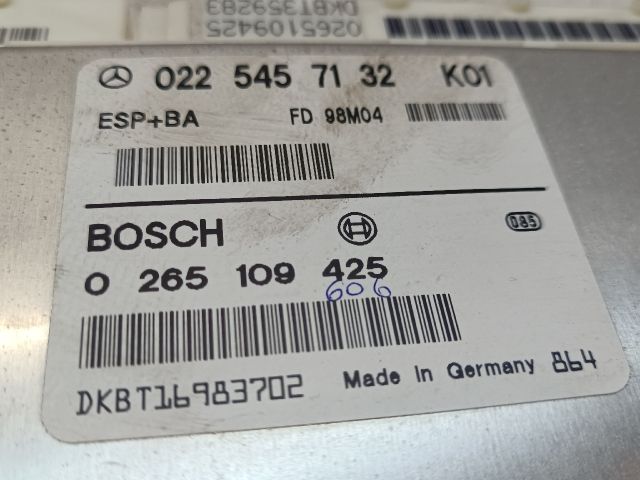 0265109425
DKBT359283
022 545 71 32 K01
ESP+BA FD 98M04
BOSCH 085
0 265 109 425
606
DKBT16983702 Made in Germany 864